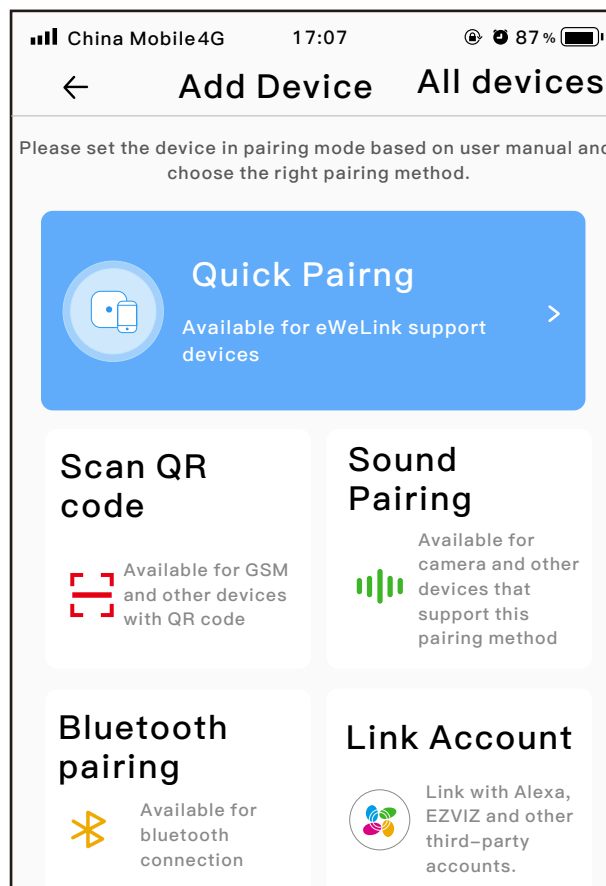 China Mobile4G 17:07 87%
Add Device All devices
Please set the device in pairing mode based on user manual and
choose the right pairing method.
Quick Pairng
Available for eWeLink support
devices
Scan QR
code
Available for GSM
and other devices
with QR code
Sound
Pairing
Available for
camera and other
devices that
support this
pairing method
Bluetooth
pairing
Available for
bluetooth
connection
Link Account
Link with Alexa,
EZVIZ and other
third-party
accounts.